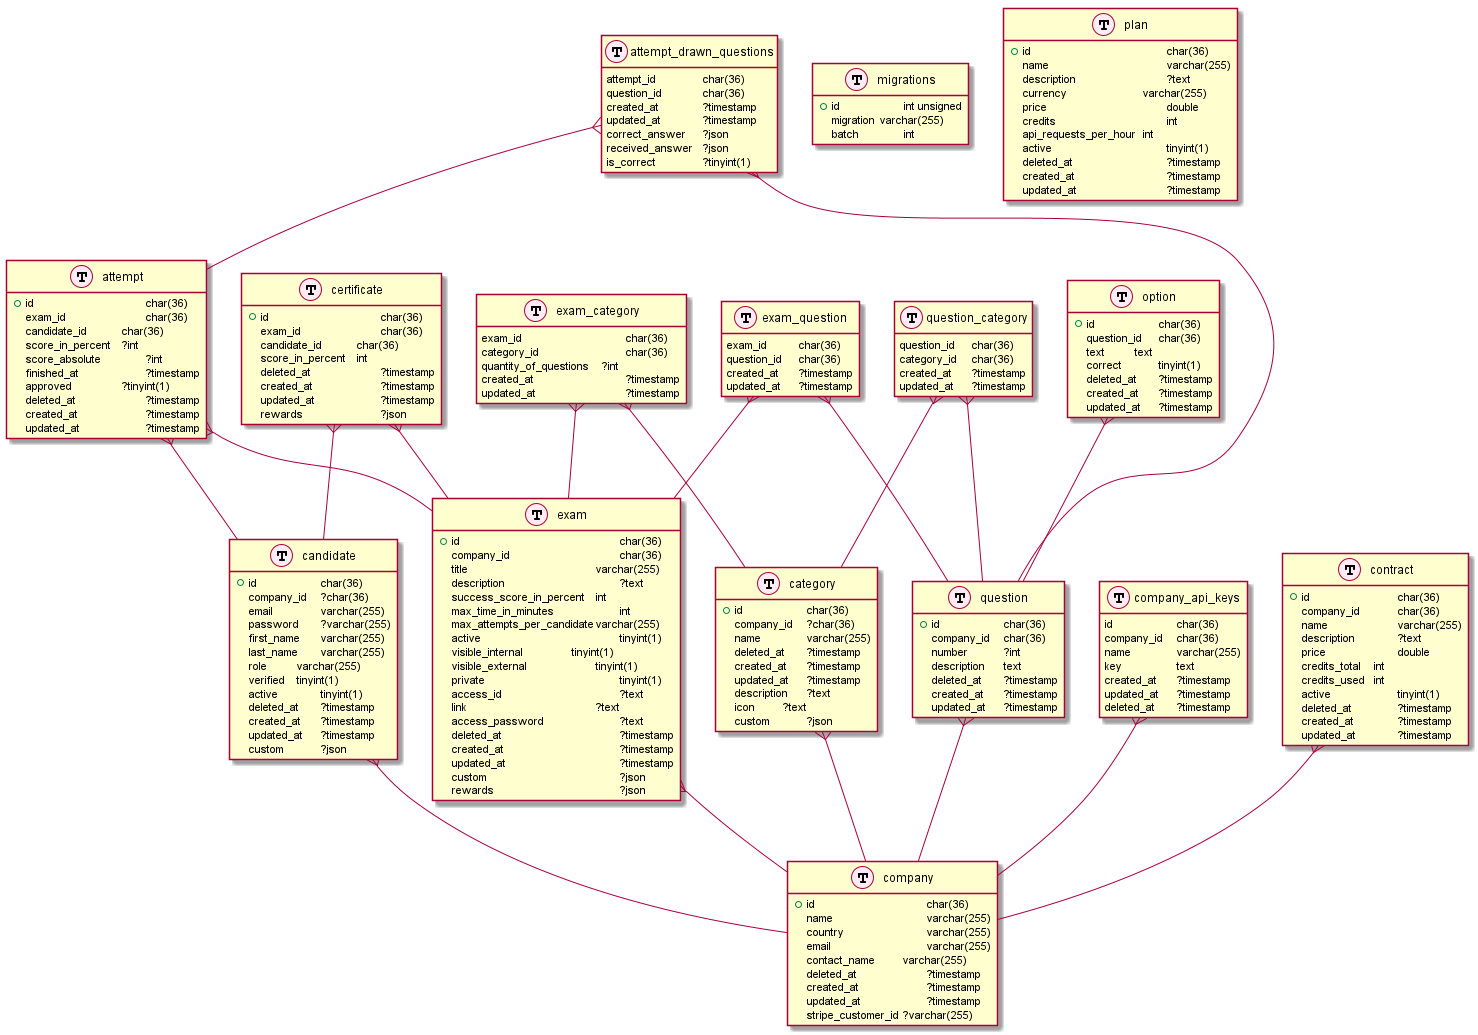 T plan
id char(36)
name varchar(255)
description ?text
currency varchar(255)
price double
credits int
api_requests_per_hour int
active tinyint(1)
deleted_at ?timestamp
created_at ?timestamp
updated_at ?timestamp
T attempt_drawn_questions
attempt_id char(36)
question_id char(36)
created_at ?timestamp
updated_at ?timestamp
correct_answer ?json
received_answer ?json
is_correct ?tinyint(1)
T migrations
id int unsigned
migration varchar(255)
batch int
T attempt
id char(36)
exam_id char(36)
candidate_id char(36)
score_in_percent ?int
score_absolute ?int
finished_at ?timestamp
approved ?tinyint(1)
deleted_at ?timestamp
created_at ?timestamp
updated_at ?timestamp
T certificate
id char(36)
exam_id char(36)
candidate_id char(36)
score_in_percent int
deleted_at ?timestamp
created_at ?timestamp
updated_at ?timestamp
rewards ?json
T exam_category
exam_id char(36)
category_id char(36)
quantity_of_questions ?int
created_at ?timestamp
updated_at ?timestamp
T exam_question
exam_id char(36)
question_id char(36)
created_at ?timestamp
updated_at ?timestamp
T question_category
question_id char(36)
category_id char(36)
created_at ?timestamp
updated_at ?timestamp
T option
id char(36)
question_id char(36)
text text
correct tinyint(1)
deleted_at ?timestamp
created_at ?timestamp
updated_at ?timestamp
T candidate
id char(36)
company_id ?char(36)
email varchar(255)
password ?varchar(255)
first_name varchar(255)
last_name varchar(255)
role varchar(255)
verified tinyint(1)
active tinyint(1)
deleted_at ?timestamp
created_at ?timestamp
updated_at ?timestamp
custom ?json
T exam
id char(36)
company_id char(36)
title varchar(255)
description ?text
success_score_in_percent int
max_time_in_minutes int
max_attempts_per_candidate varchar(255)
active tinyint(1)
visible_internal tinyint(1)
visible_external tinyint(1)
private tinyint(1)
access_id ?text
link ?text
access_password ?text
deleted_at ?timestamp
created_at ?timestamp
updated_at ?timestamp
custom ?json
rewards ?json
T category
id char(36)
company_id ?char(36)
name varchar(255)
deleted_at ?timestamp
created_at ?timestamp
updated_at ?timestamp
description ?text
icon ?text
custom ?json
T question
id char(36)
company_id char(36)
number ?int
description text
deleted_at ?timestamp
created_at ?timestamp
updated_at ?timestamp
T company_api_keys
id char(36)
company_id char(36)
name varchar(255)
key text
created_at ?timestamp
updated_at ?timestamp
deleted_at ?timestamp
T contract
id char(36)
company_id char(36)
name varchar(255)
description ?text
price double
credits_total int
credits_used int
active tinyint(1)
deleted_at ?timestamp
created_at ?timestamp
updated_at ?timestamp
T company
id char(36)
name varchar(255)
country varchar(255)
email varchar(255)
contact_name varchar(255)
deleted_at ?timestamp
created_at ?timestamp
updated_at ?timestamp
stripe_customer_id ?varchar(255)